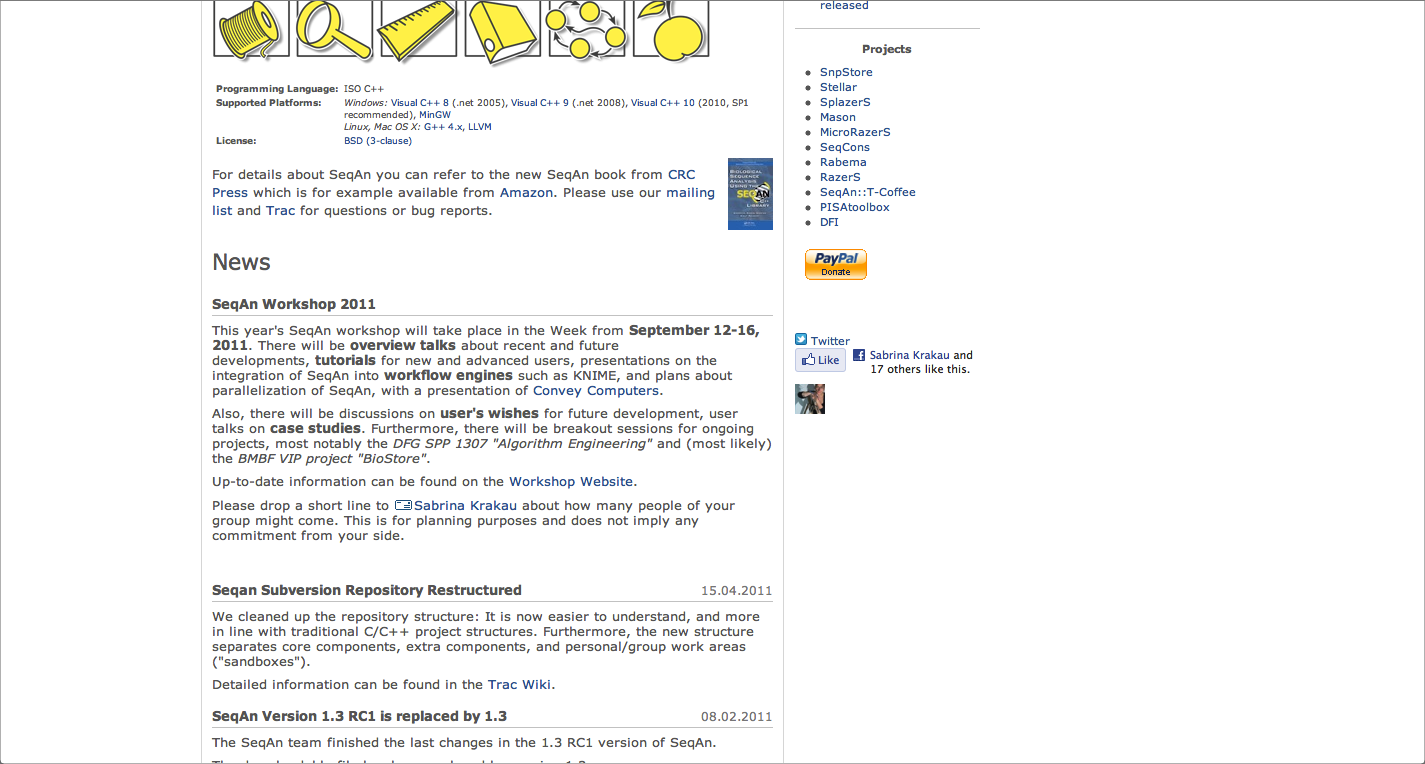 Programming Language: ISO C++
Supported Platforms: Windows: Visual C++ 8 (.net 2005), Visual C++ 9 (.net 2008), Visual C++ 10 (2010, SP1
recommended), MinGW
Linux, Mac OS X: G++ 4.x, LLVM
License: BSD (3-clause)
For details about SeqAn you can refer to the new SeqAn book from CRC
Press which is for example available from Amazon. Please use our mailing
list and Trac for questions or bug reports.
BIOLOGICAL
SEQUENCE
ANALYSIS
USING THE
SEQAN
C++
LIBRARY
News
SeqAn Workshop 2011
This year's SeqAn workshop will take place in the Week from September 12-16,
2011. There will be overview talks about recent and future
developments, tutorials for new and advanced users, presentations on the
integration of SeqAn into workflow engines such as KNIME, and plans about
parallelization of SeqAn, with a presentation of Convey Computers.
Also, there will be discussions on user's wishes for future development, user
talks on case studies. Furthermore, there will be breakout sessions for ongoing
projects, most notably the DFG SPP 1307 "Algorithm Engineering" and (most likely)
the BMBF VIP project "BioStore".
Up-to-date information can be found on the Workshop Website.
Please drop a short line to Sabrina Krakau about how many people of your
group might come. This is for planning purposes and does not imply any
commitment from your side.
Seqan Subversion Repository Restructured 15.04.2011
We cleaned up the repository structure: It is now easier to understand, and more
in line with traditional C/C++ project structures. Furthermore, the new structure
separates core components, extra components, and personal/group work areas
("sandboxes").
Detailed information can be found in the Trac Wiki.
SeqAn Version 1.3 RC1 is replaced by 1.3 08.02.2011
The SeqAn team finished the last changes in the 1.3 RC1 version of SeqAn.
released
Projects
SnpStore
Stellar
SplazerS
Mason
MicroRazerS
SeqCons
Rabema
RazerS
SeqAn::T-Coffee
PISAtoolbox
DFI
PayPal
Donate
Twitter
Like
Sabrina Krakau and
17 others like this.